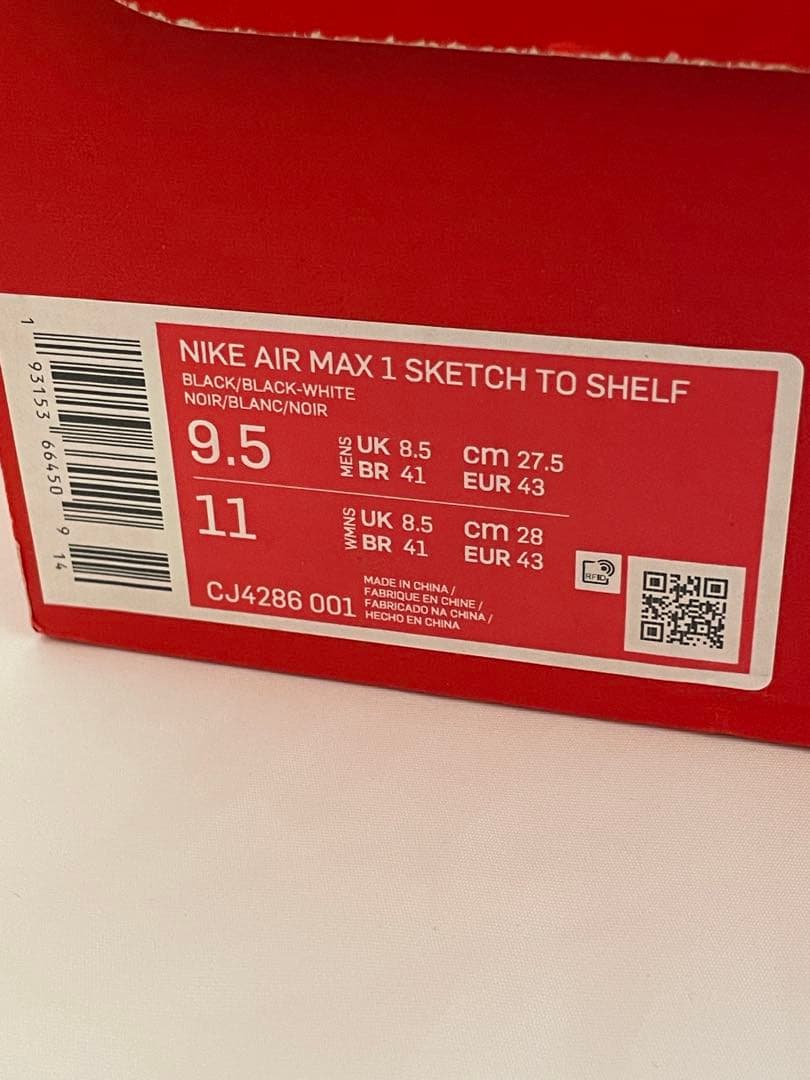 NIKE AIR MAX 1 SKETCH TO SHELF
BLACK/BLACK-WHITE
NOIR/BLANC/NOIR
9.5 MENS UK 8.5 cm 27.5
BR 41 EUR 43
11 WMNS UK 8.5 cm 28
BR 41 EUR 43
CJ4286 001
MADE IN CHINA /
FABRIQUE EN CHINE /
FABRICADO NA CHINA /
HECHO EN CHINA
RFID
1 93153 66450 9 14